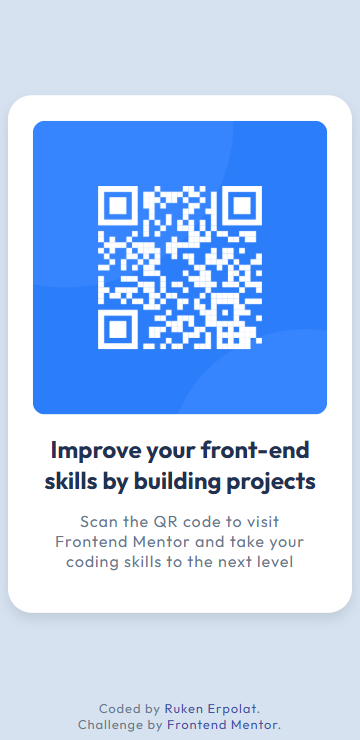 Improve your front-end
skills by building projects
Scan the QR code to visit
Frontend Mentor and take your
coding skills to the next level
Coded by Ruken Erpolat.
Challenge by Frontend Mentor.